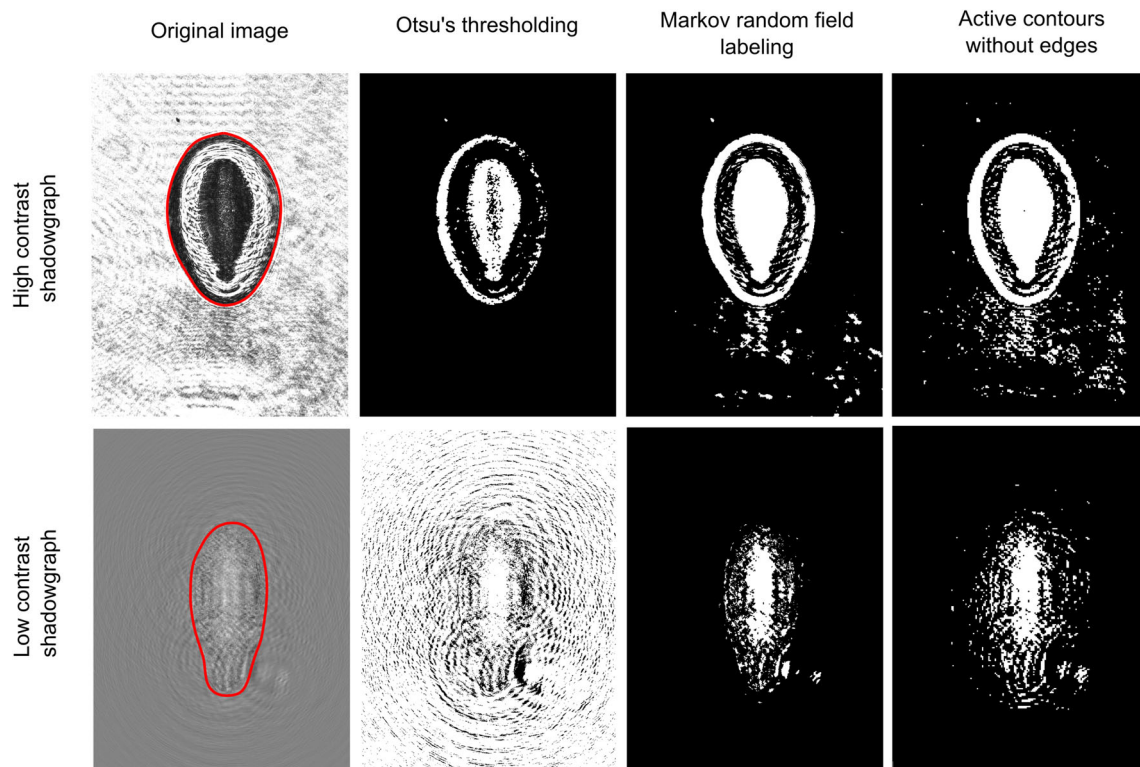 Original image
Otsu's thresholding
Markov random field
labeling
Active contours
without edges
High contrast
shadowgraph
Low contrast
shadowgraph